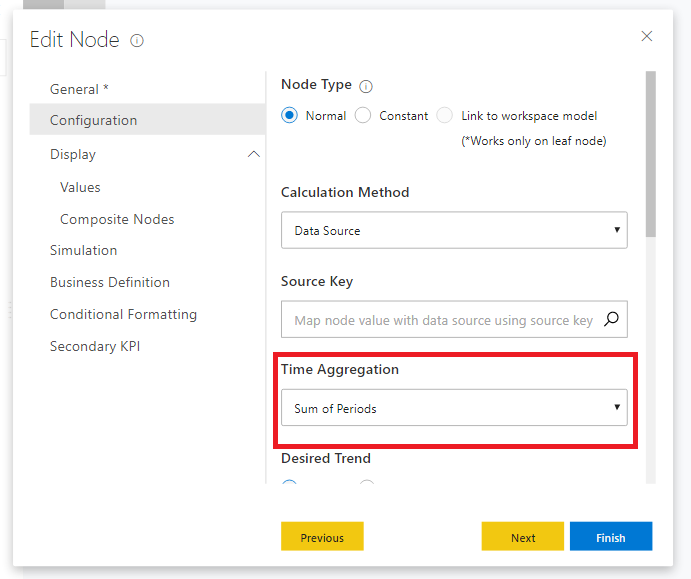 Edit Node
General *
Configuration
Display
Values
Composite Nodes
Simulation
Business Definition
Conditional Formatting
Secondary KPI
Node Type
Normal Constant Link to workspace model
(*Works only on leaf node)
Calculation Method
Data Source
Source Key
Map node value with data source using source key
Time Aggregation
Sum of Periods
Desired Trend
Previous Next Finish